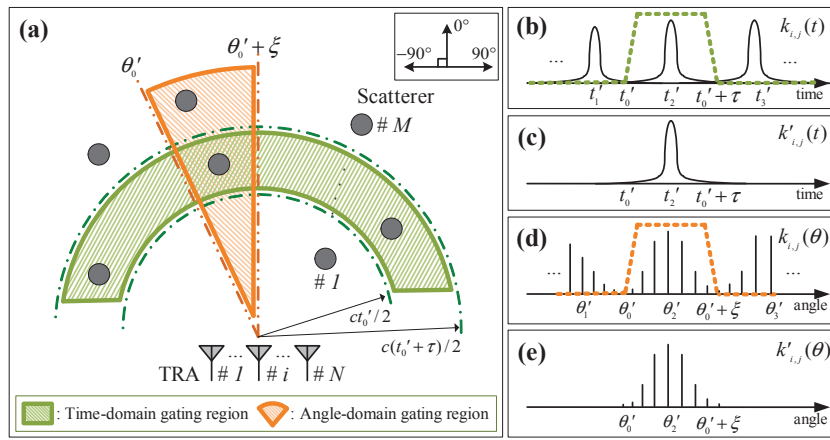 (a)
θ₀′
θ₀′ + ξ
0°
−90° 90°
Scatterer
# M
# 1
ct₀′/2
c(t₀′ + τ)/2
TRA # 1 ... # i ... # N
: Time-domain gating region : Angle-domain gating region
(b) k_{i,j}(t)
... ...
t₁′ t₀′ t₂′ t₀′ + τ t₃′ time
(c) k′_{i,j}(t)
t₀′ t₂′ t₀′ + τ time
(d) k_{i,j}(θ)
... ...
θ₁′ θ₀′ θ₂′ θ₀′ + ξ θ₃′ angle
(e) k′_{i,j}(θ)
θ₀′ θ₂′ θ₀′ + ξ angle